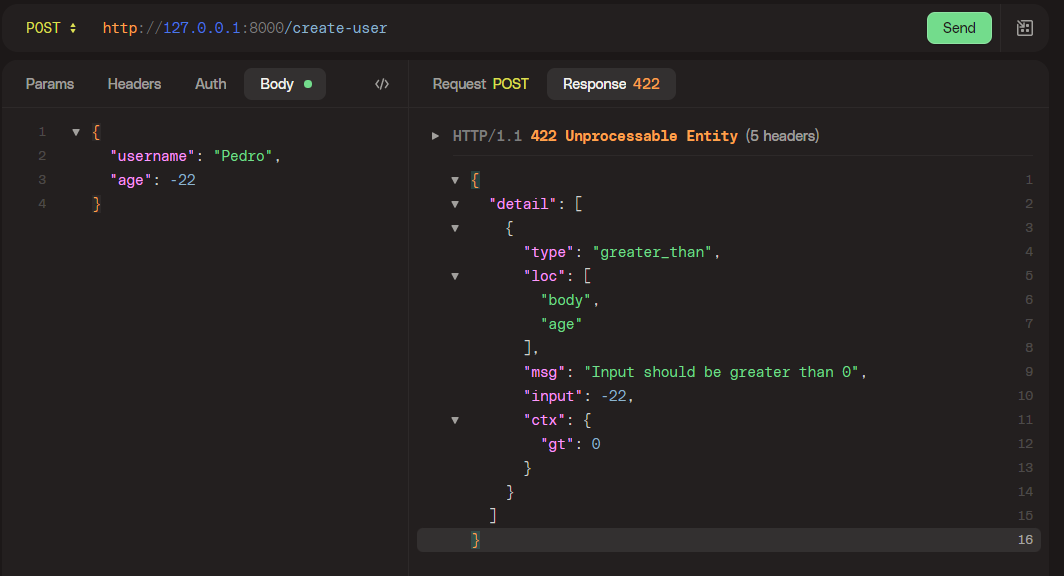 POST http://127.0.0.1:8000/create-user Send
Params Headers Auth Body </> Request POST Response 422
HTTP/1.1 422 Unprocessable Entity (5 headers)
1 {
2 "username": "Pedro",
3 "age": -22
4 }
{ 1
"detail": [ 2
{ 3
"type": "greater_than", 4
"loc": [ 5
"body", 6
"age" 7
], 8
"msg": "Input should be greater than 0", 9
"input": -22, 10
"ctx": { 11
"gt": 0 12
} 13
} 14
] 15
} 16